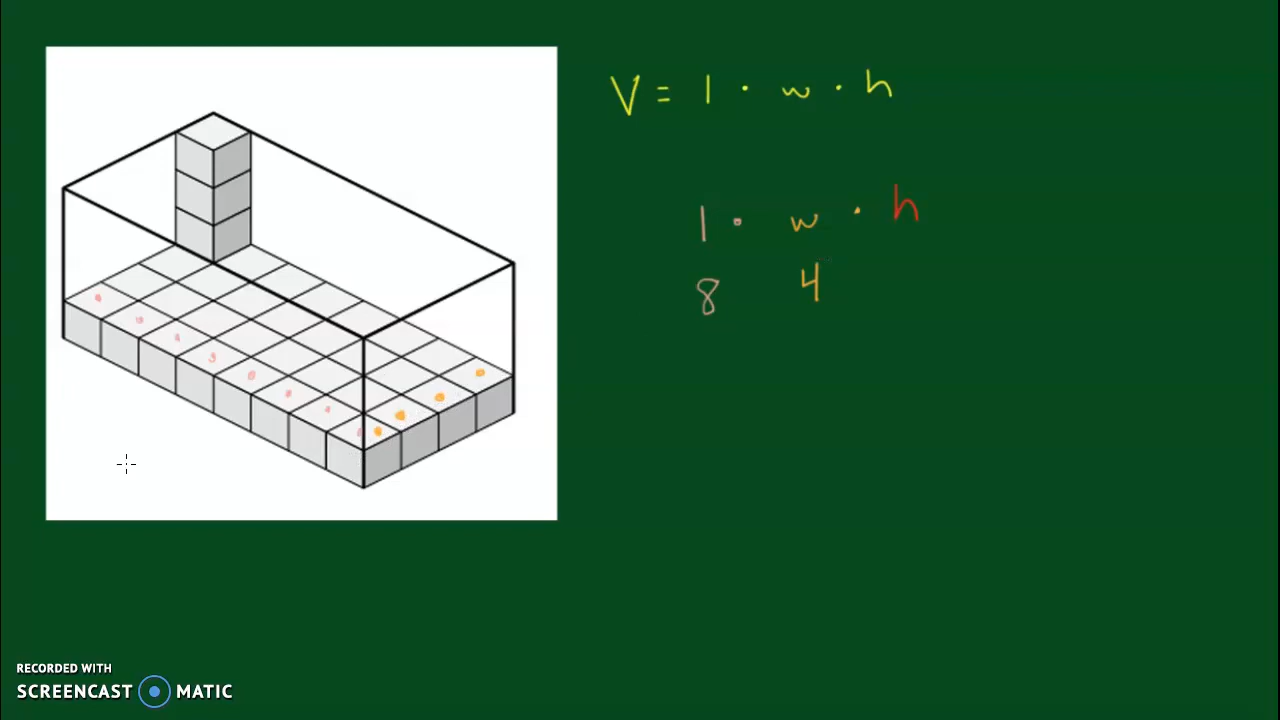 V = l · w · h
l · w · h
8 4
RECORDED WITH
SCREENCAST MATIC